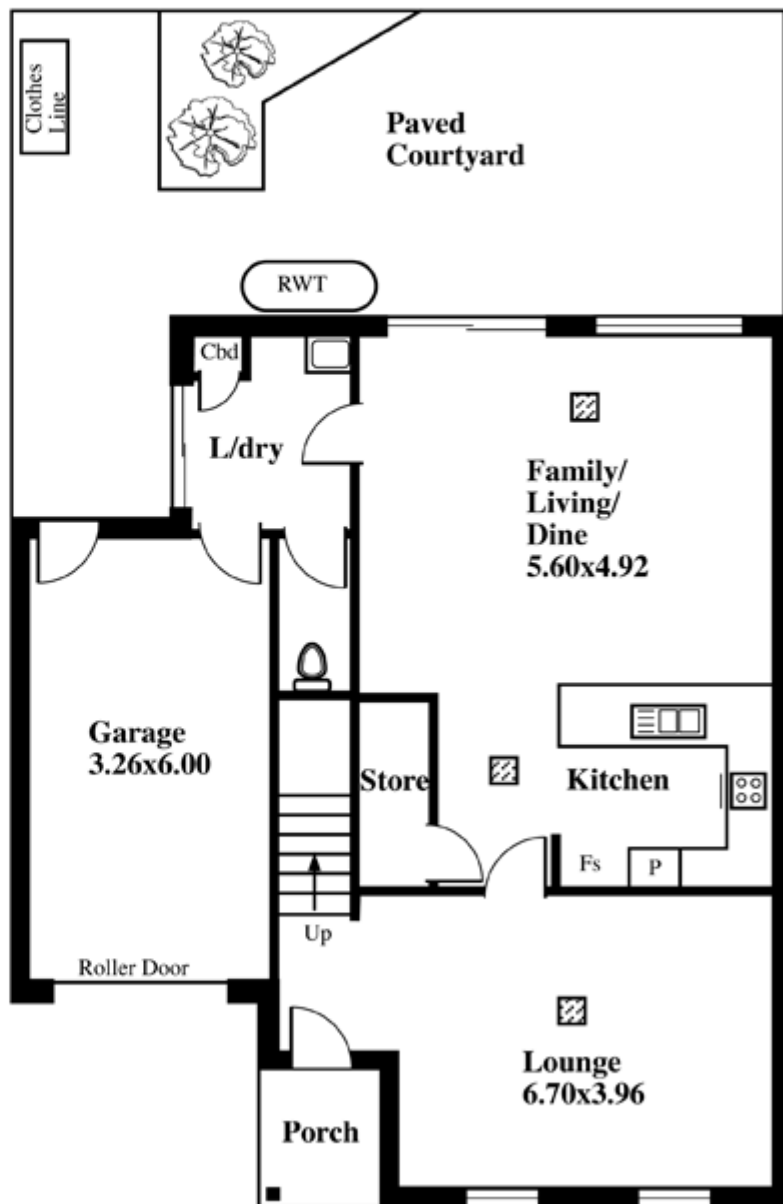 Clothes
Line
Paved
Courtyard
RWT
Cbd
L/dry
Family/
Living/
Dine
5.60x4.92
Garage
3.26x6.00
Store
Kitchen
Fs
P
Up
Roller Door
Lounge
6.70x3.96
Porch